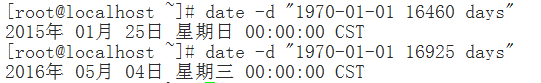 [root@localhost ~]# date -d "1970-01-01 16460 days"
2015年 01月 25日 星期日 00:00:00 CST
[root@localhost ~]# date -d "1970-01-01 16925 days"
2016年 05月 04日 星期三 00:00:00 CST